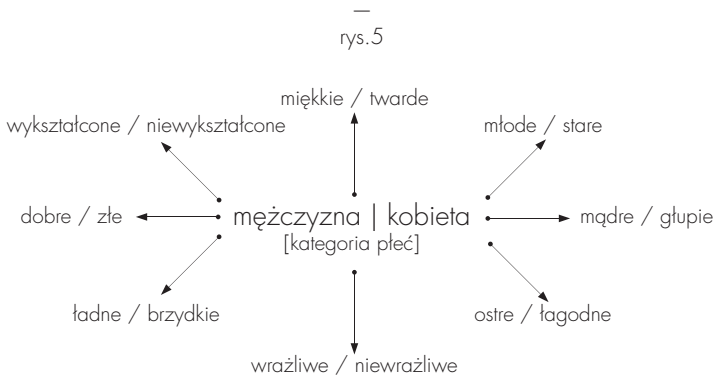 —
rys.5
miękkie / twarde
wykształcone / niewykształcone
młode / stare
dobre / złe
mężczyzna | kobieta
mądre / głupie
[kategoria płeć]
ładne / brzydkie
ostre / łagodne
wrażliwe / niewrażliwe